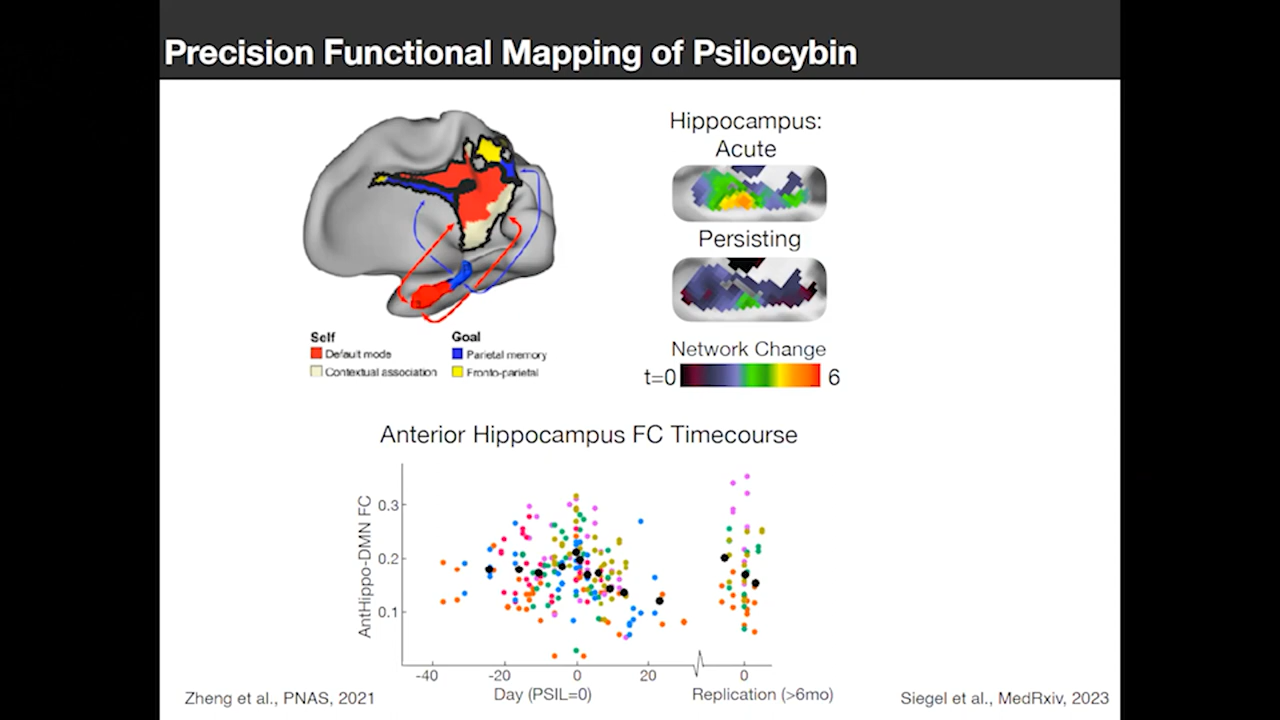 Precision Functional Mapping of Psilocybin
Hippocampus:
Acute
Persisting
Network Change
t=0
6
Self
Goal
Default mode
Parietal memory
Contextual association
Fronto-parietal
Anterior Hippocampus FC Timecourse
AntHippo-DMN FC
0.3
0.2
0.1
-40
-20
0
20
0
Day (PSIL=0)
Replication (>6mo)
Zheng et al., PNAS, 2021
Siegel et al., MedRxiv, 2023